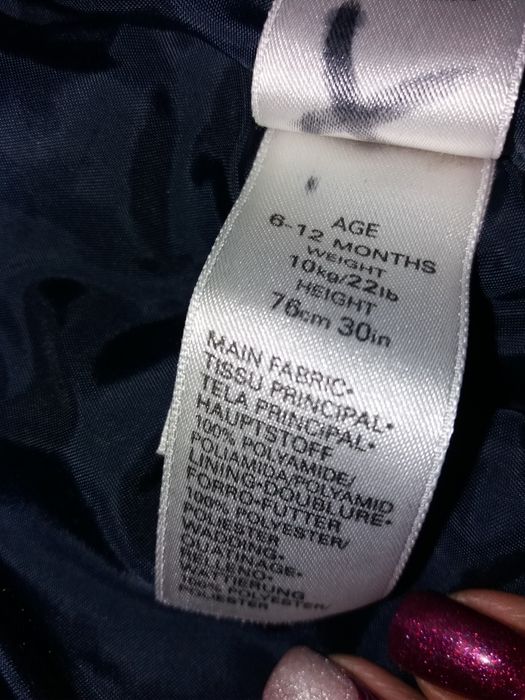 AGE
6-12 MONTHS
WEIGHT
10kg/22lb
HEIGHT
76cm 30in
MAIN FABRIC•
TISSU PRINCIPAL•
TELA PRINCIPAL•
HAUPTSTOFF
100% POLYAMIDE/
POLIAMIDA/POLYAMID
LINING•DOUBLURE•
FORRO•FUTTER
100% POLYESTER/
POLIESTER
WADDING•
OUATINAGE•
RELLENO•
WATTIERUNG
100% POLYESTER/
POLIESTER